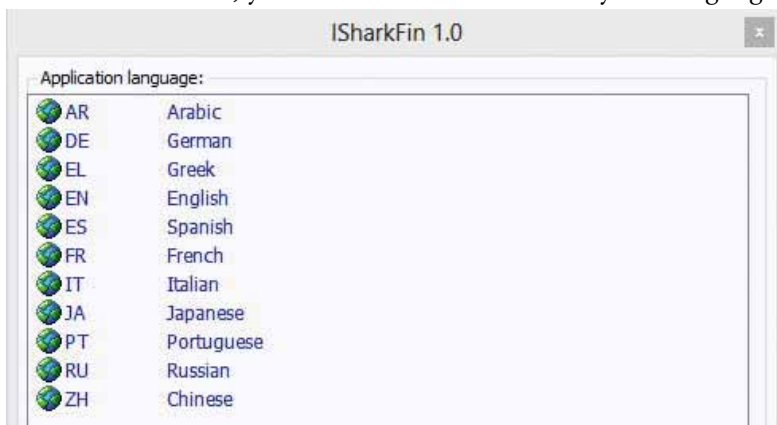 ISharkFin 1.0
x
Application language:
AR Arabic
DE German
EL Greek
EN English
ES Spanish
FR French
IT Italian
JA Japanese
PT Portuguese
RU Russian
ZH Chinese